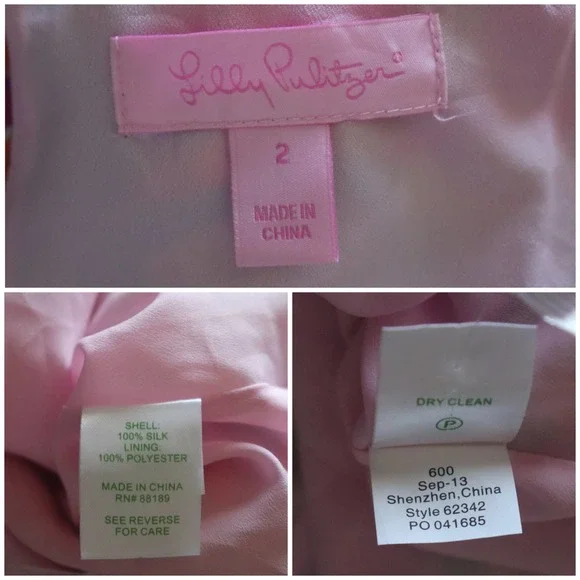 Lilly Pulitzer®
2
MADE IN
CHINA
SHELL:
100% SILK
LINING:
100% POLYESTER
MADE IN CHINA
RN# 88189
SEE REVERSE
FOR CARE
DRY CLEAN
P
600
Sep-13
Shenzhen,China
Style 62342
PO 041685